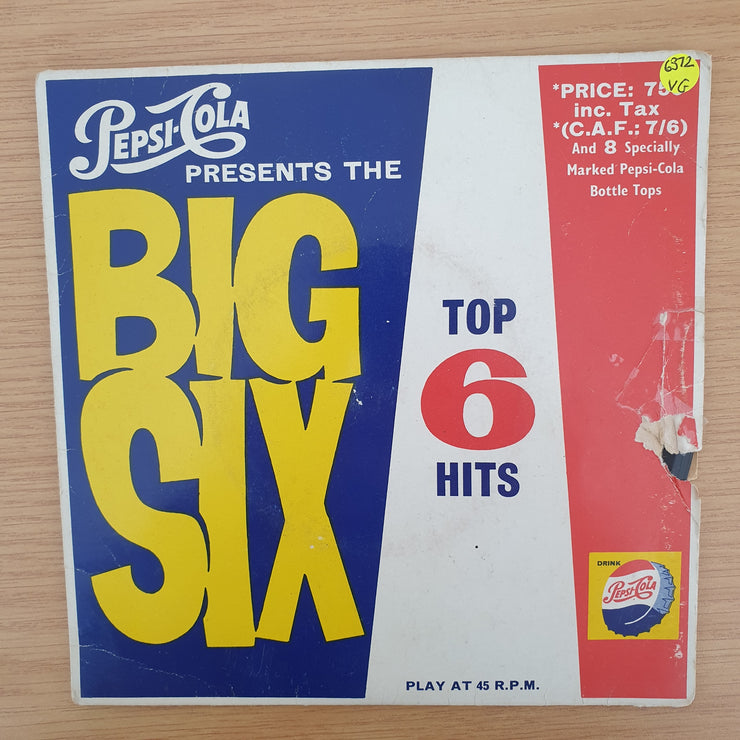 PEPSI-COLA
PRESENTS THE
BIG
SIX
TOP
6
HITS
PLAY AT 45 R.P.M.
6372
VG
*PRICE:
inc. Tax
*(C.A.F.: 7/6)
And 8 Specially
Marked Pepsi-Cola
Bottle Tops
DRINK
PEPSI-COLA